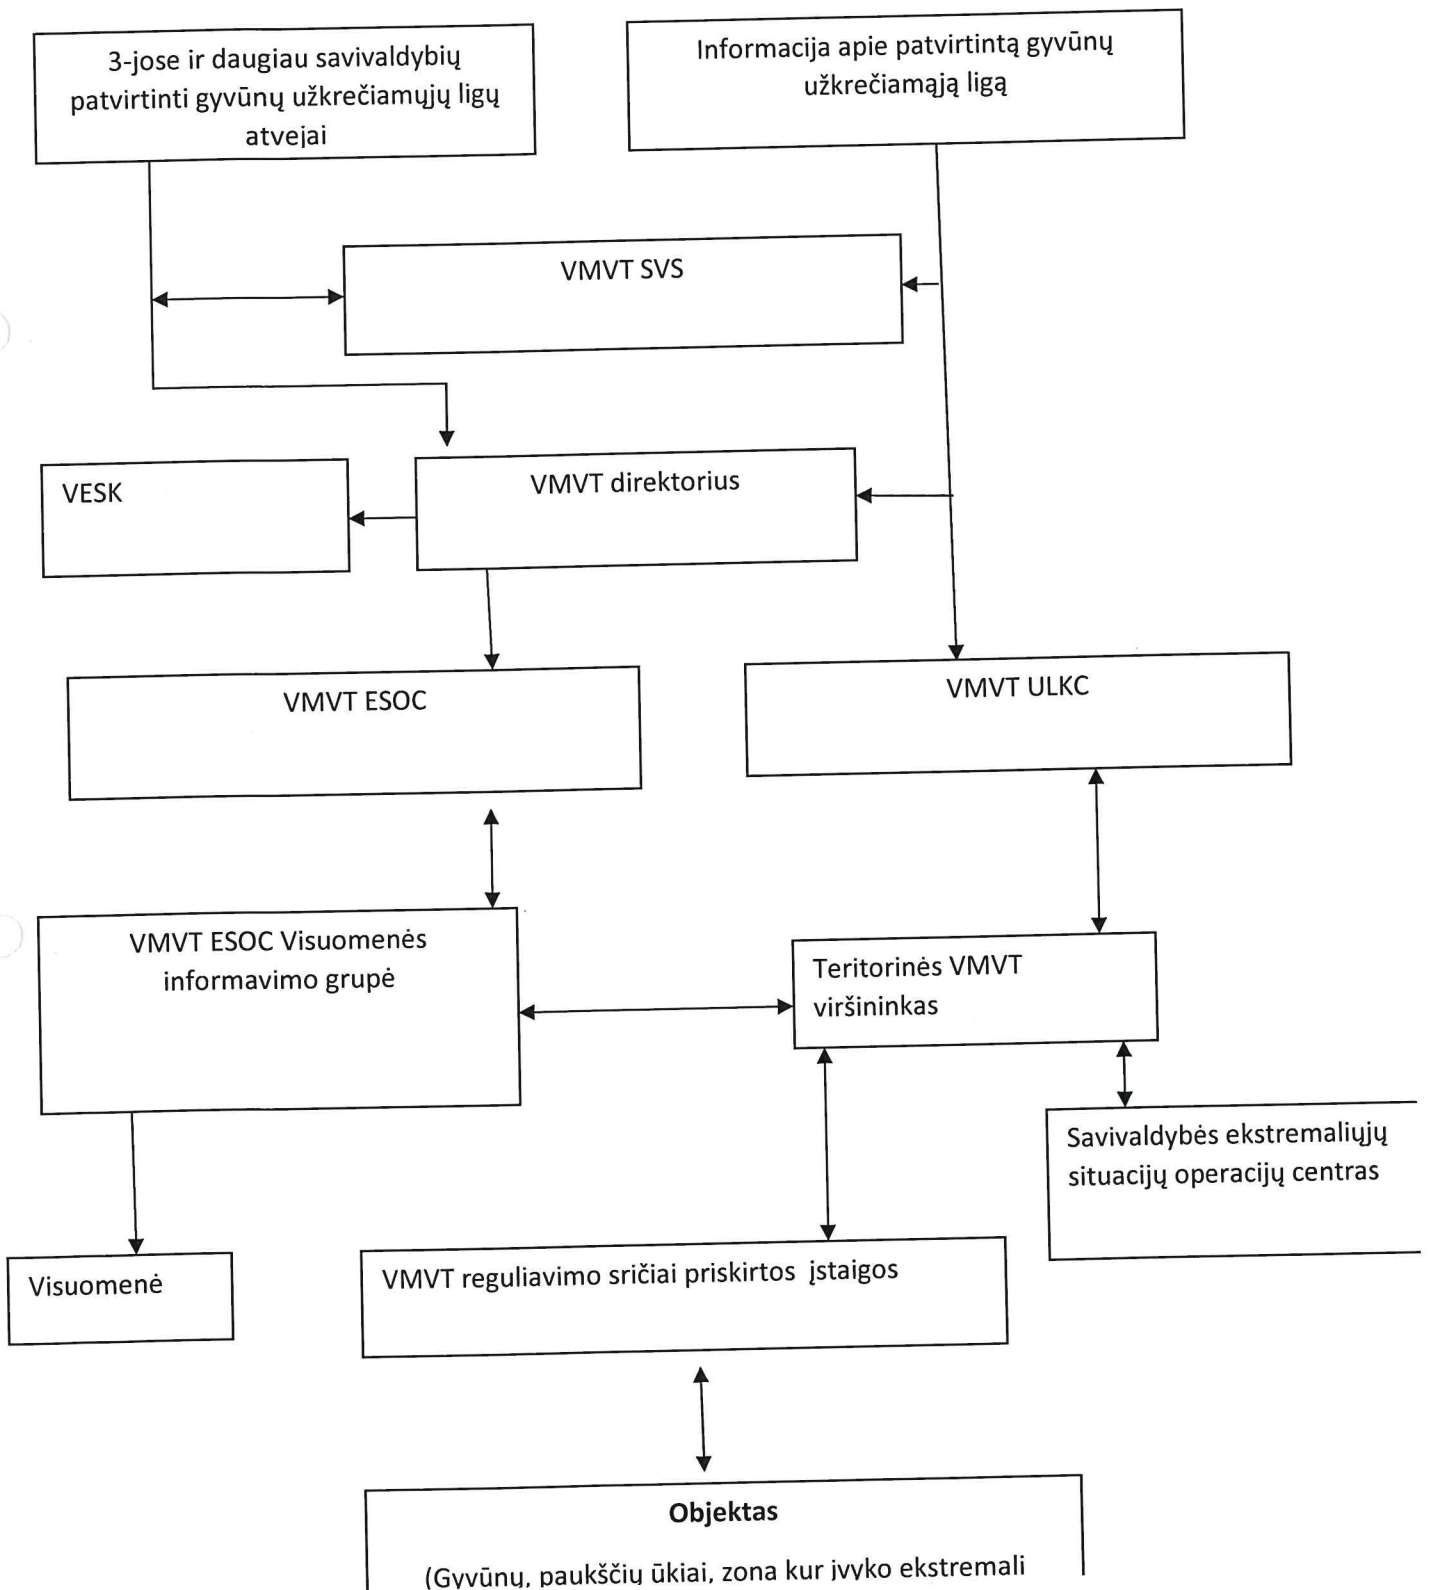 3-jose ir daugiau savivaldybių
patvirtinti gyvūnų užkrečiamųjų ligų
atvejai
Informacija apie patvirtintą gyvūnų
užkrečiamąją ligą
VMVT SVS
VESK
VMVT direktorius
VMVT ESOC
VMVT ULKC
VMVT ESOC Visuomenės
informavimo grupė
Teritorinės VMVT
viršininkas
Savivaldybės ekstremaliųjų
situacijų operacijų centras
Visuomenė
VMVT reguliavimo sričiai priskirtos įstaigos
Objektas
(Gyvūnų, paukščių ūkiai, zona kur įvyko ekstremali